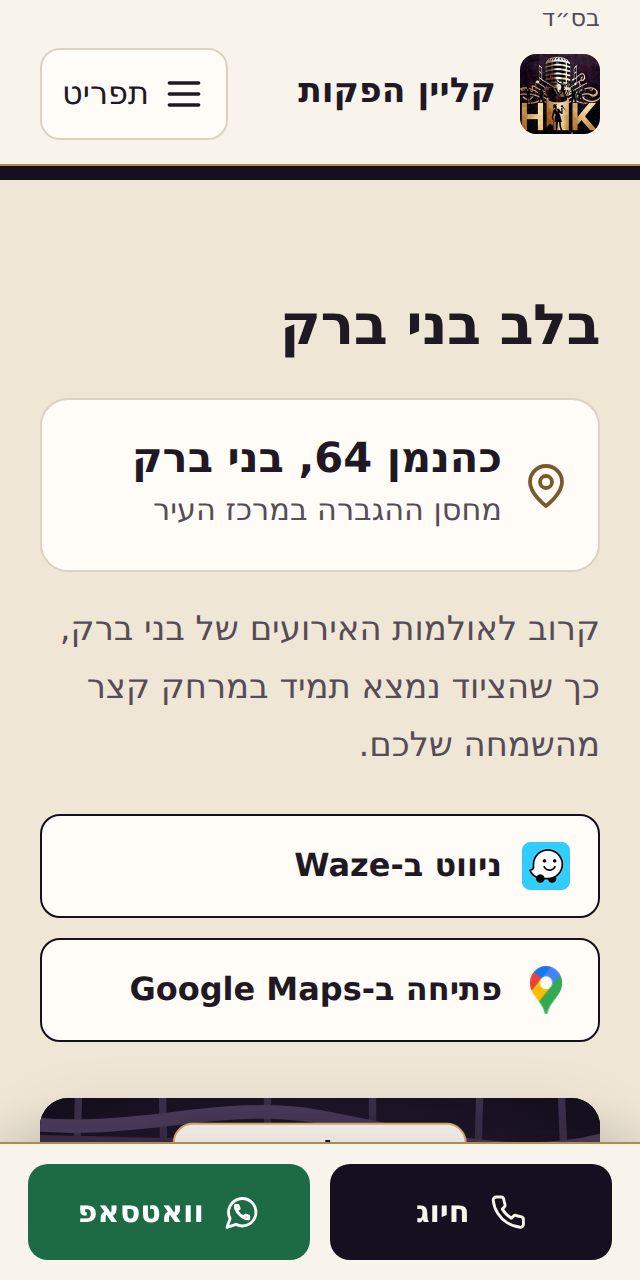 בס״ד
קליין הפקות
תפריט
HK
בלב בני ברק
כהנמן 64, בני ברק
מחסן ההגברה במרכז העיר
קרוב לאולמות האירועים של בני ברק,
כך שהציוד נמצא תמיד במרחק קצר
מהשמחה שלכם.
ניווט ב-Waze
פתיחה ב-Google Maps
חיוג
וואטסאפ